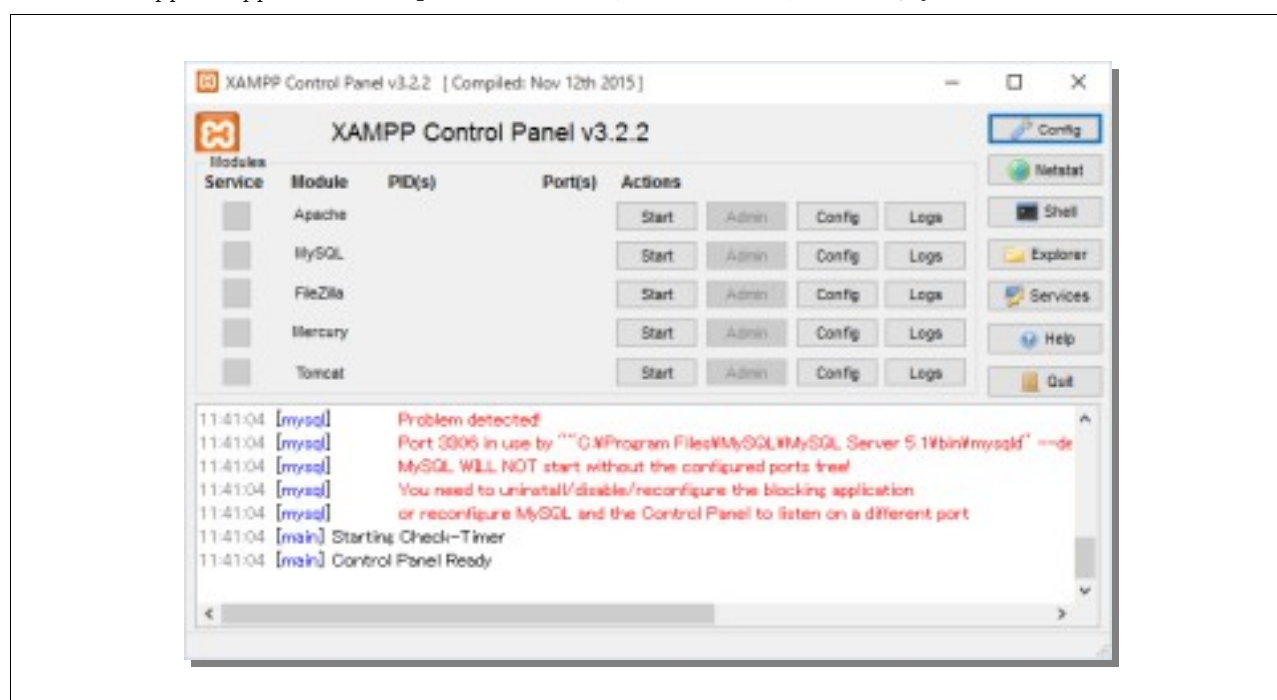 XAMPP Control Panel v3.2.2 [ Compiled: Nov 12th 2015 ]
XAMPP Control Panel v3.2.2
Config
Modules
Netstat
Service Module PID(s) Port(s) Actions
Apache Start Admin Config Logs Shell
MySQL Start Admin Config Logs Explorer
FileZilla Start Admin Config Logs Services
Mercury Start Admin Config Logs Help
Tomcat Start Admin Config Logs Quit
11:41:04 [mysql] Problem detected!
11:41:04 [mysql] Port 3306 in use by ""C:¥Program Files¥MySQL¥MySQL Server 5.1¥bin¥mysqld" --de
11:41:04 [mysql] MySQL WILL NOT start without the configured ports free!
11:41:04 [mysql] You need to uninstall/disable/reconfigure the blocking application
11:41:04 [mysql] or reconfigure MySQL and the Control Panel to listen on a different port
11:41:04 [main] Starting Check-Timer
11:41:04 [main] Control Panel Ready